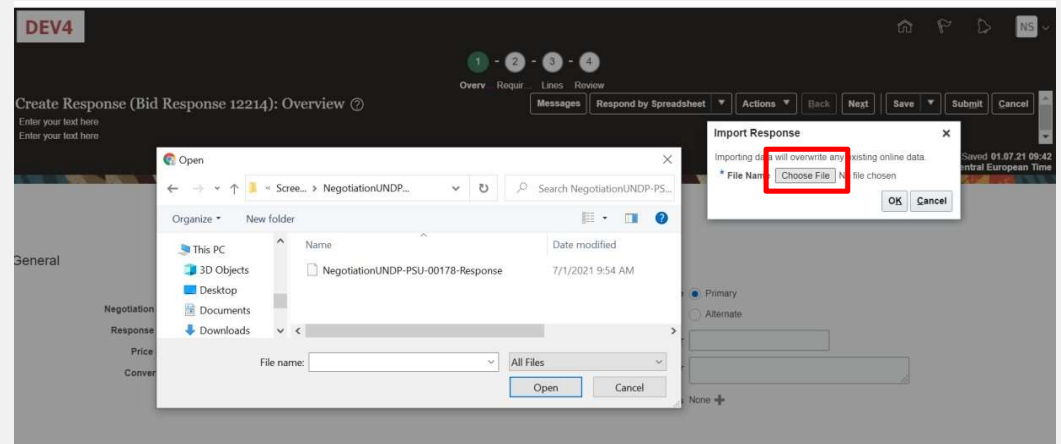 DEV4
NS
1 - 2 - 3 - 4
Overv Requir... Lines Review
Create Response (Bid Response 12214): Overview ?
Messages Respond by Spreadsheet Actions Back Next Save Submit Cancel
Enter your text here
Enter your text here
Import Response
Importing data will overwrite any existing online data.
* File Name Choose File No file chosen
OK Cancel
Saved 01.07.21 09:42
entral European Time
Open
« Scree... > NegotiationUNDP...
Search NegotiationUNDP-PS...
Organize New folder
This PC
3D Objects
Desktop
Documents
Downloads
Name Date modified
NegotiationUNDP-PSU-00178-Response 7/1/2021 9:54 AM
File name: All Files
Open Cancel
General
Negotiation
Response
Price
Conver
Primary
Alternate
None